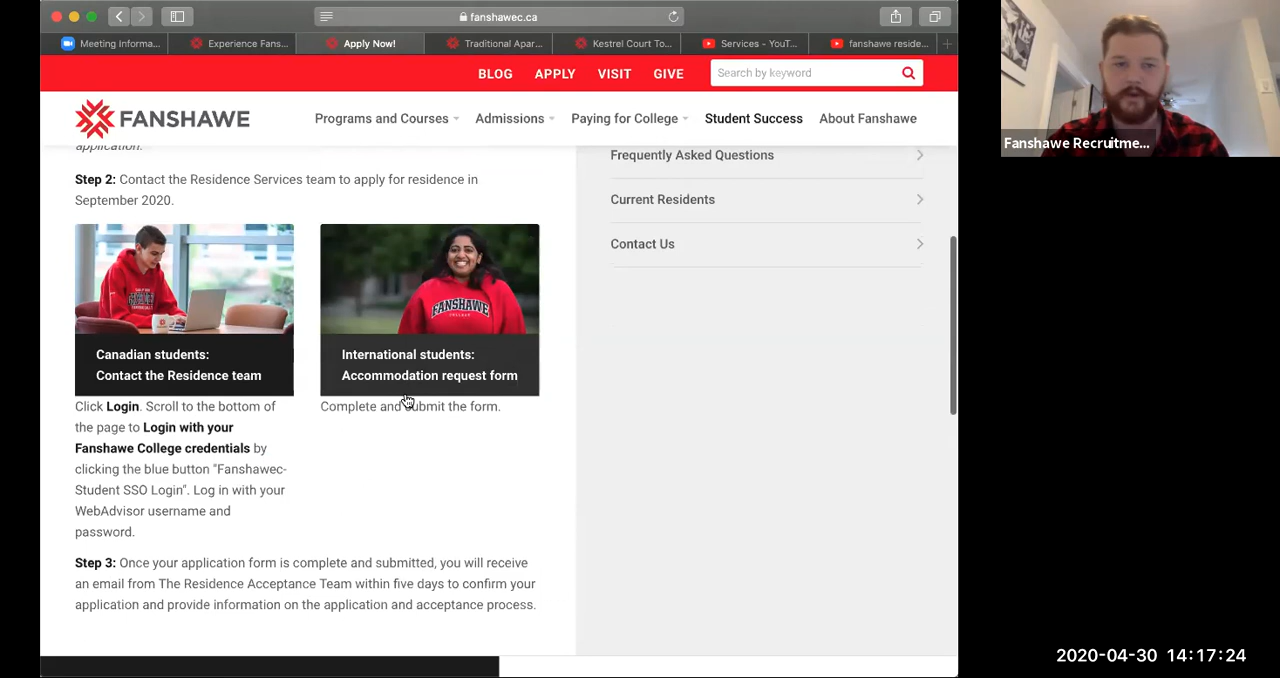 fanshawec.ca
Meeting Informa...
Experience Fans...
Apply Now!
Traditional Apar...
Kestrel Court To...
Services - YouT...
fanshawe reside...
BLOG APPLY VISIT GIVE
Search by keyword
FANSHAWE
Programs and Courses Admissions Paying for College Student Success About Fanshawe
application.
Step 2: Contact the Residence Services team to apply for residence in
September 2020.
FANSHAWE
Canadian students:
Contact the Residence team
International students:
Accommodation request form
Click Login. Scroll to the bottom of
the page to Login with your
Fanshawe College credentials by
clicking the blue button "Fanshawec-
Student SSO Login". Log in with your
WebAdvisor username and
password.
Complete and submit the form.
Step 3: Once your application form is complete and submitted, you will receive
an email from The Residence Acceptance Team within five days to confirm your
application and provide information on the application and acceptance process.
Frequently Asked Questions
Current Residents
Contact Us
Fanshawe Recruitme...
2020-04-30 14:17:24